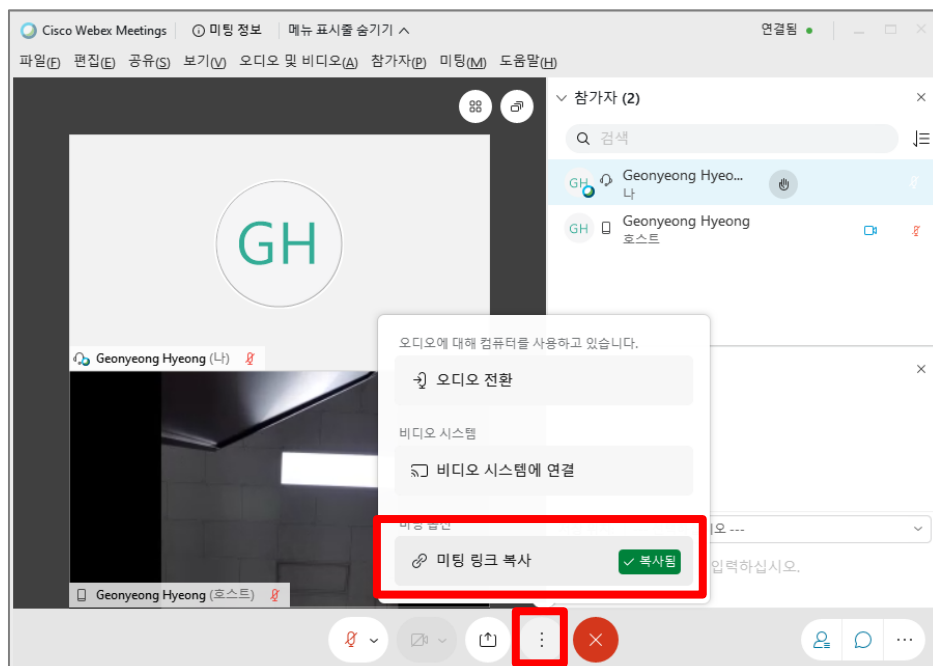 Cisco Webex Meetings
미팅 정보
메뉴 표시줄 숨기기
연결됨
파일(F) 편집(E) 공유(S) 보기(V) 오디오 및 비디오(A) 참가자(P) 미팅(M) 도움말(H)
참가자 (2)
검색
GH
Geonyeong Hyeo...
나
GH
Geonyeong Hyeong
호스트
GH
Geonyeong Hyeong (나)
오디오에 대해 컴퓨터를 사용하고 있습니다.
오디오 전환
비디오 시스템
비디오 시스템에 연결
미팅 옵션
미팅 링크 복사
복사됨
오 ---
입력하십시오.
Geonyeong Hyeong (호스트)